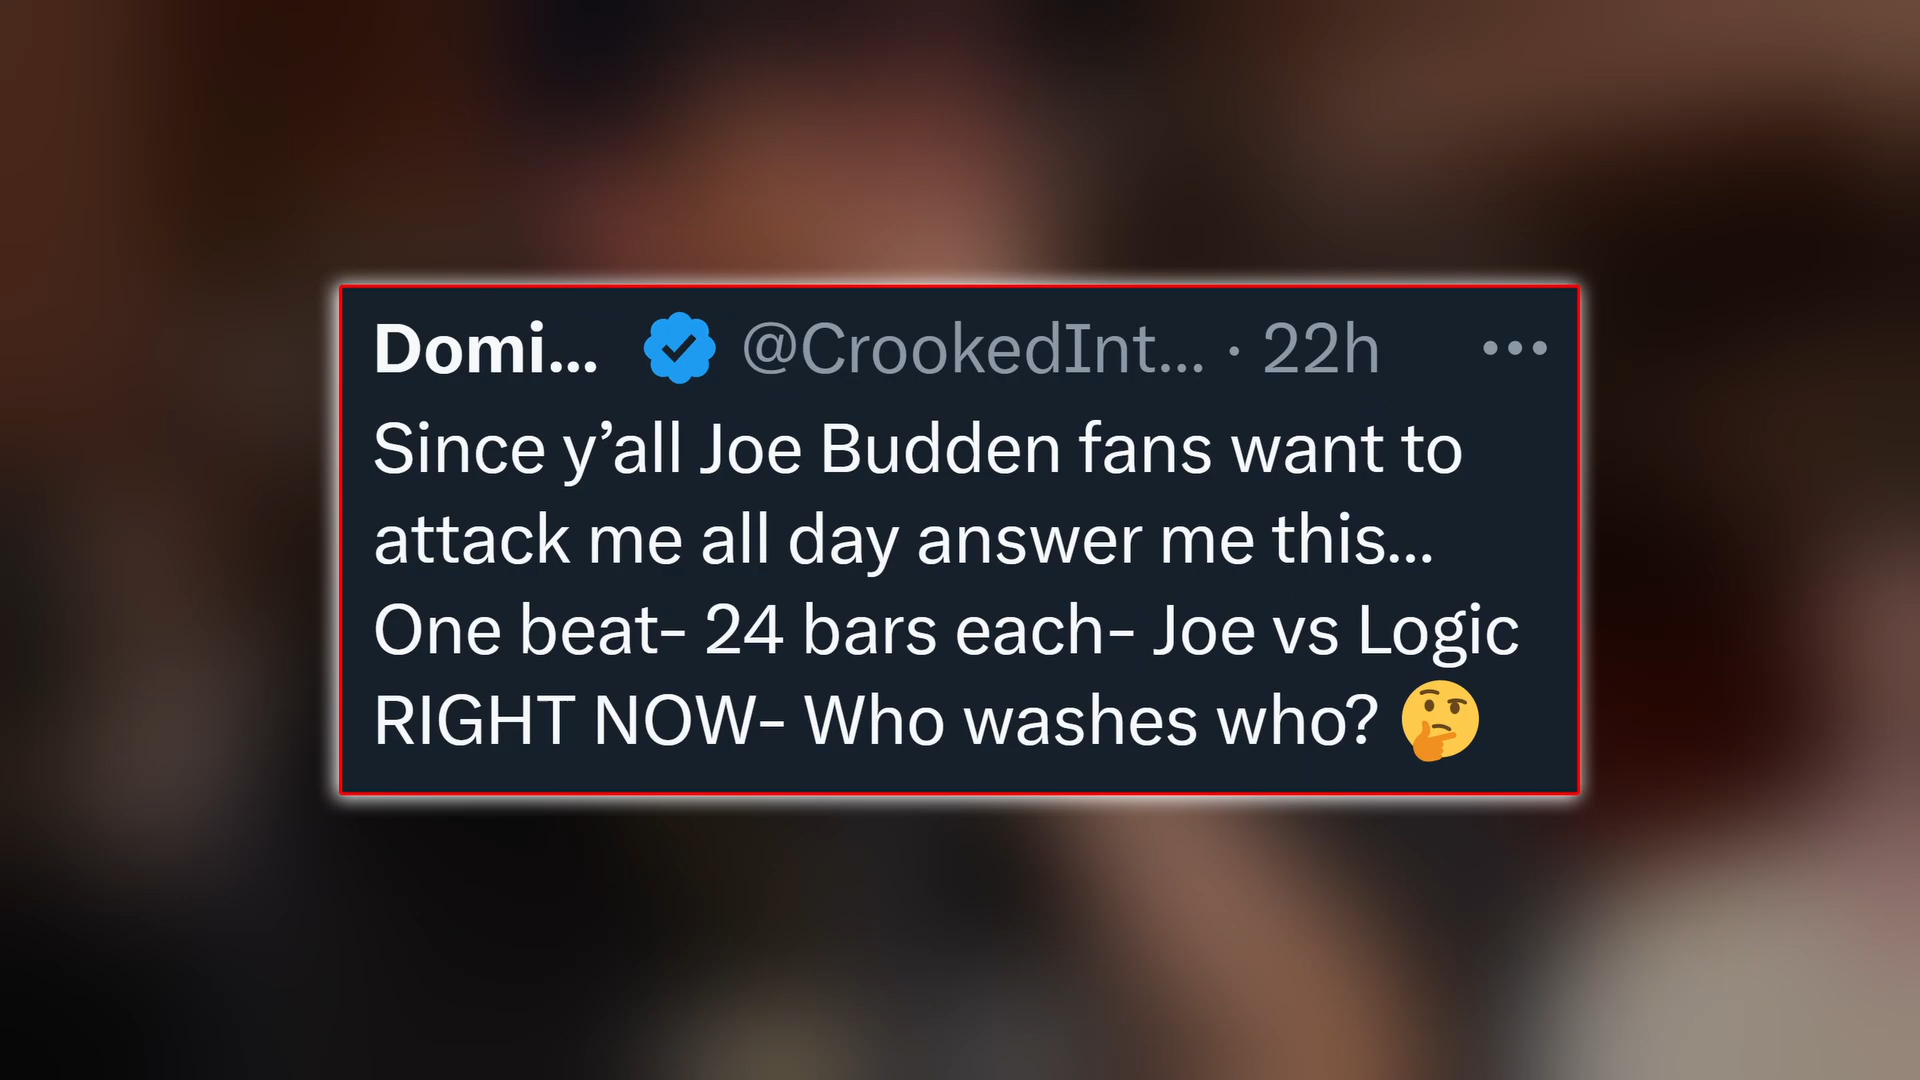 Domi... @CrookedInt... · 22h
Since y’all Joe Budden fans want to
attack me all day answer me this...
One beat- 24 bars each- Joe vs Logic
RIGHT NOW- Who washes who? 🤔